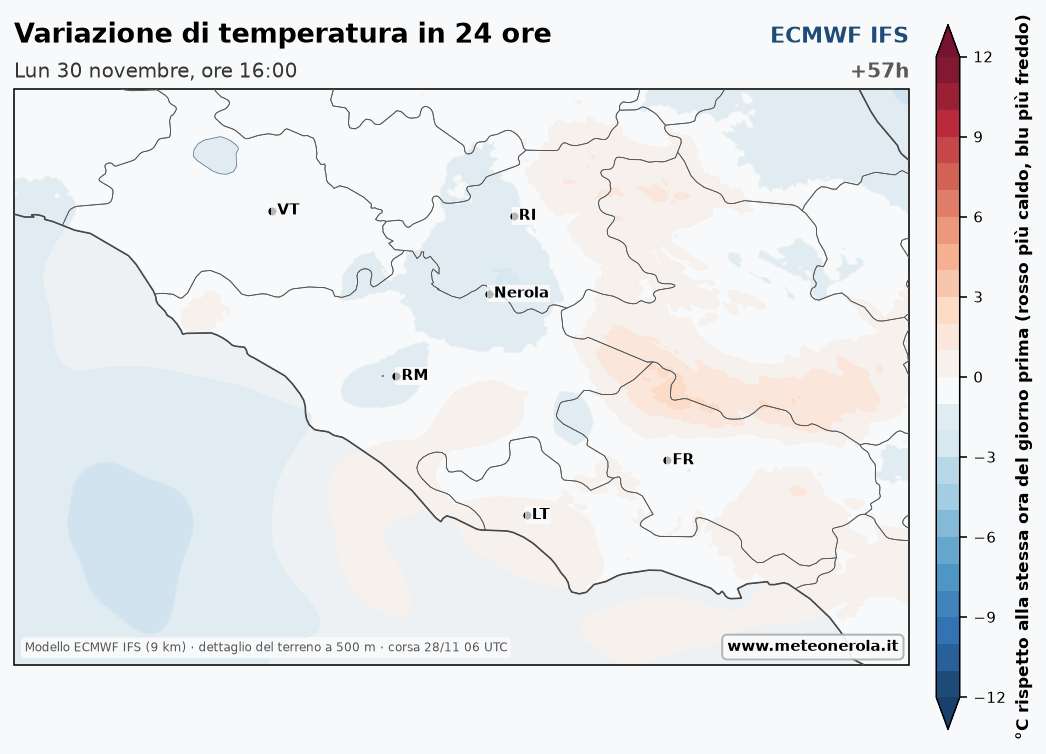 Variazione di temperatura in 24 ore
ECMWF IFS
Lun 30 novembre, ore 16:00
+57h
VT
RI
Nerola
RM
FR
LT
Modello ECMWF IFS (9 km) · dettaglio del terreno a 500 m · corsa 28/11 06 UTC
www.meteonerola.it
12
9
6
3
0
−3
−6
−9
−12
°C rispetto alla stessa ora del giorno prima (rosso più caldo, blu più freddo)